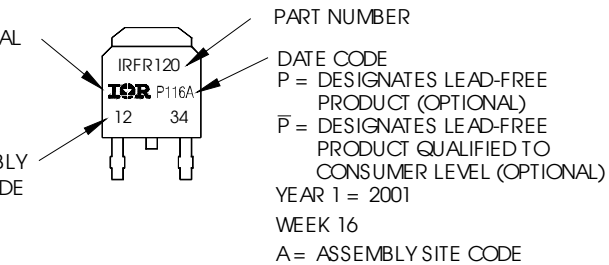 PART NUMBER
AL
IRFR120
DATE CODE
IOR P116A
P = DESIGNATES LEAD-FREE
PRODUCT (OPTIONAL)
12 34
P̅ = DESIGNATES LEAD-FREE
PRODUCT QUALIFIED TO
CONSUMER LEVEL (OPTIONAL)
BLY
DE
YEAR 1 = 2001
WEEK 16
A = ASSEMBLY SITE CODE